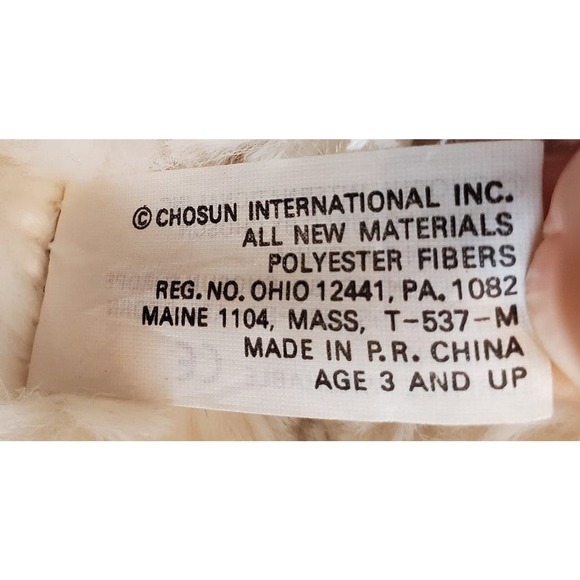 © CHOSUN INTERNATIONAL INC.
ALL NEW MATERIALS
POLYESTER FIBERS
REG. NO. OHIO 12441, PA. 1082
MAINE 1104, MASS, T-537-M
MADE IN P.R. CHINA
AGE 3 AND UP